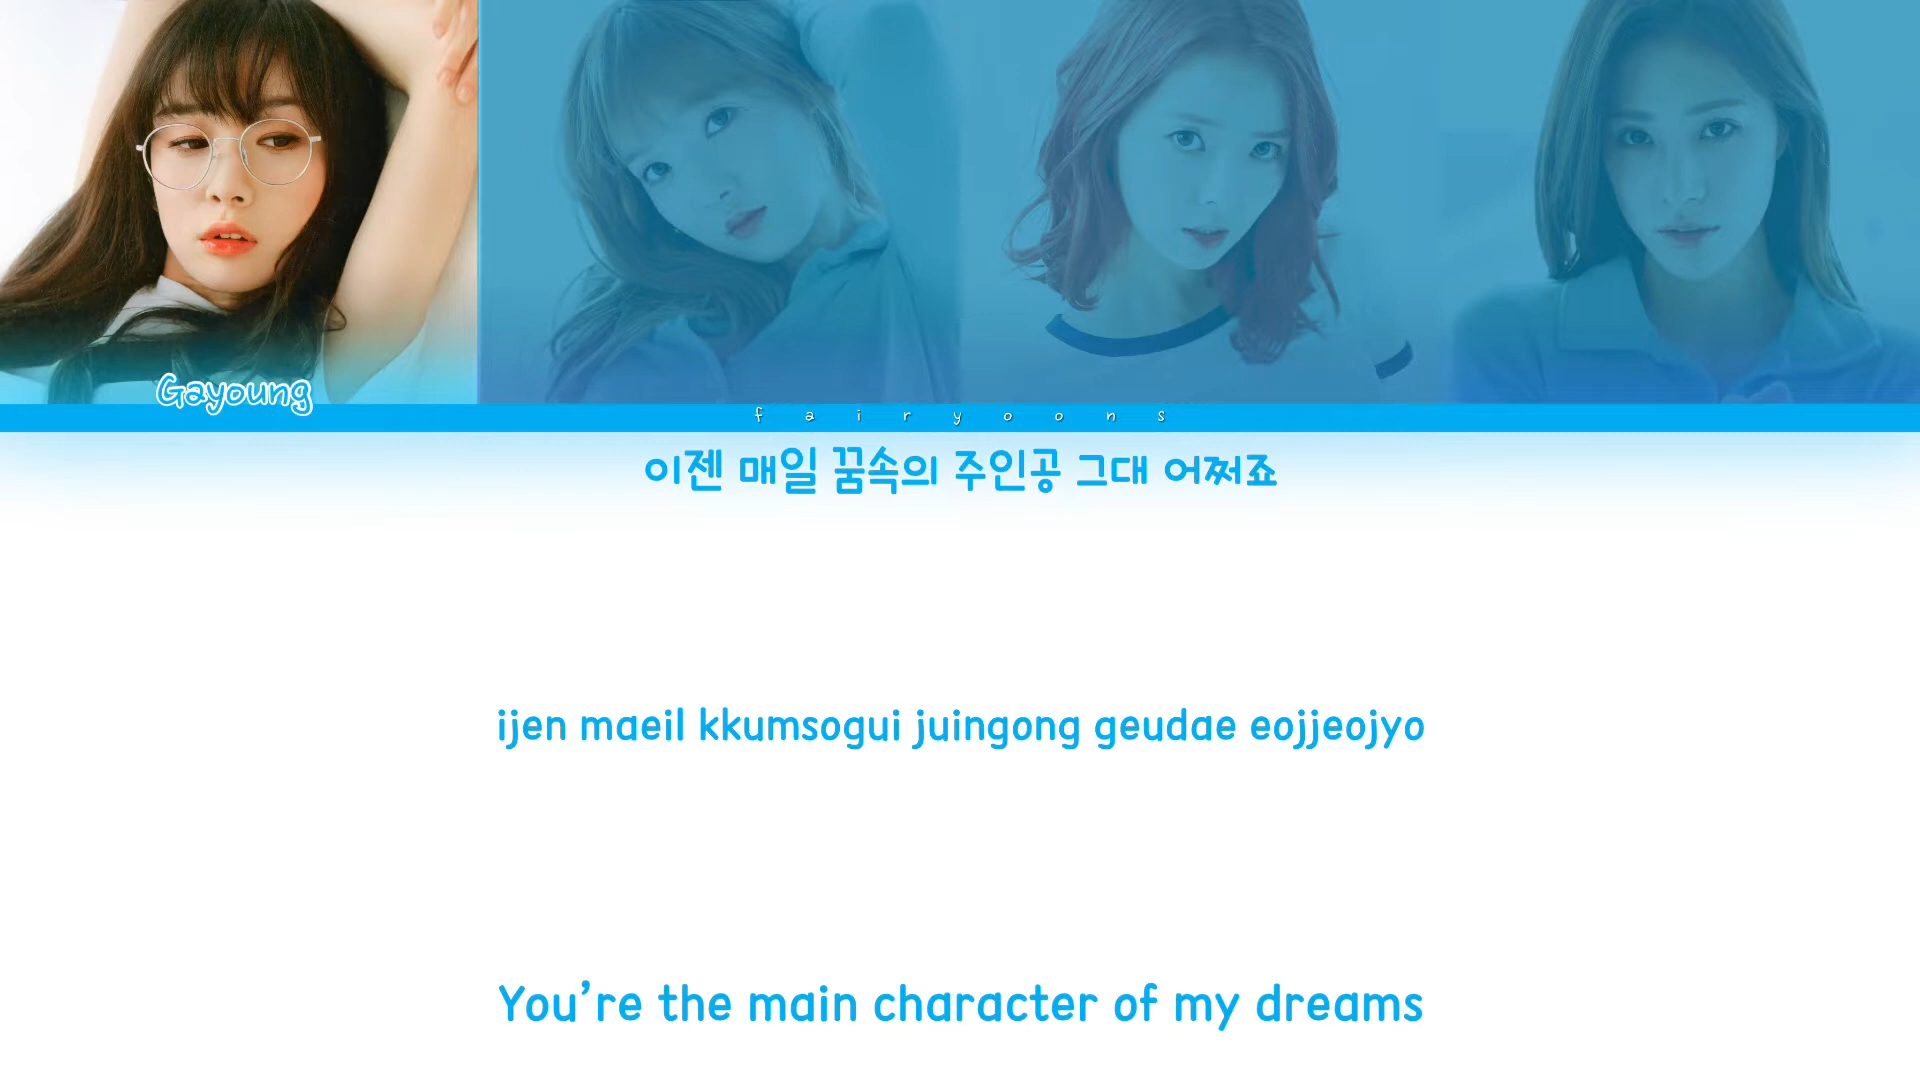 Gayoung
fairyoons
이젠 매일 꿈속의 주인공 그대 어쩌죠
ijen maeil kkumsogui juingong geudae eojjeojyo
You’re the main character of my dreams